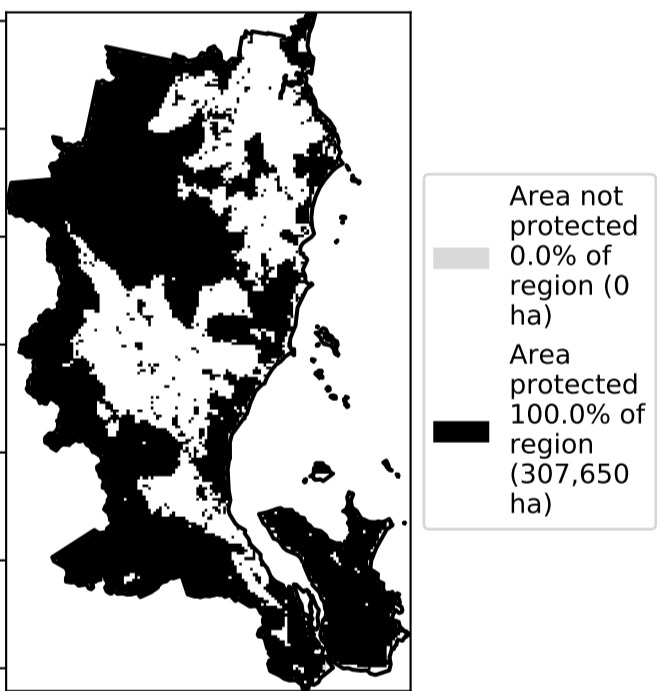 Area not
protected
0.0% of
region (0
ha)
Area
protected
100.0% of
region
(307,650
ha)